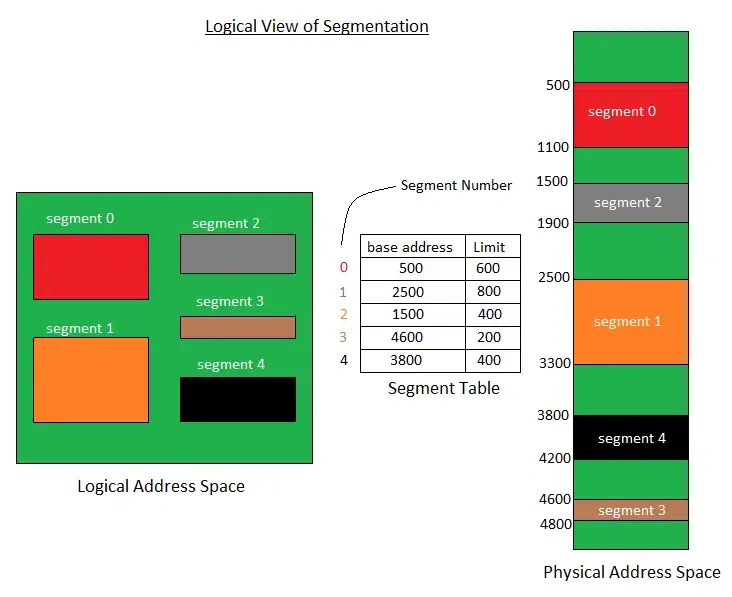 Logical View of Segmentation
segment 0
segment 2
segment 3
segment 1
segment 4
Logical Address Space
Segment Number
base address Limit
0 500 600
1 2500 800
2 1500 400
3 4600 200
4 3800 400
Segment Table
500
segment 0
1100
1500
segment 2
1900
2500
segment 1
3300
3800
segment 4
4200
4600
segment 3
4800
Physical Address Space